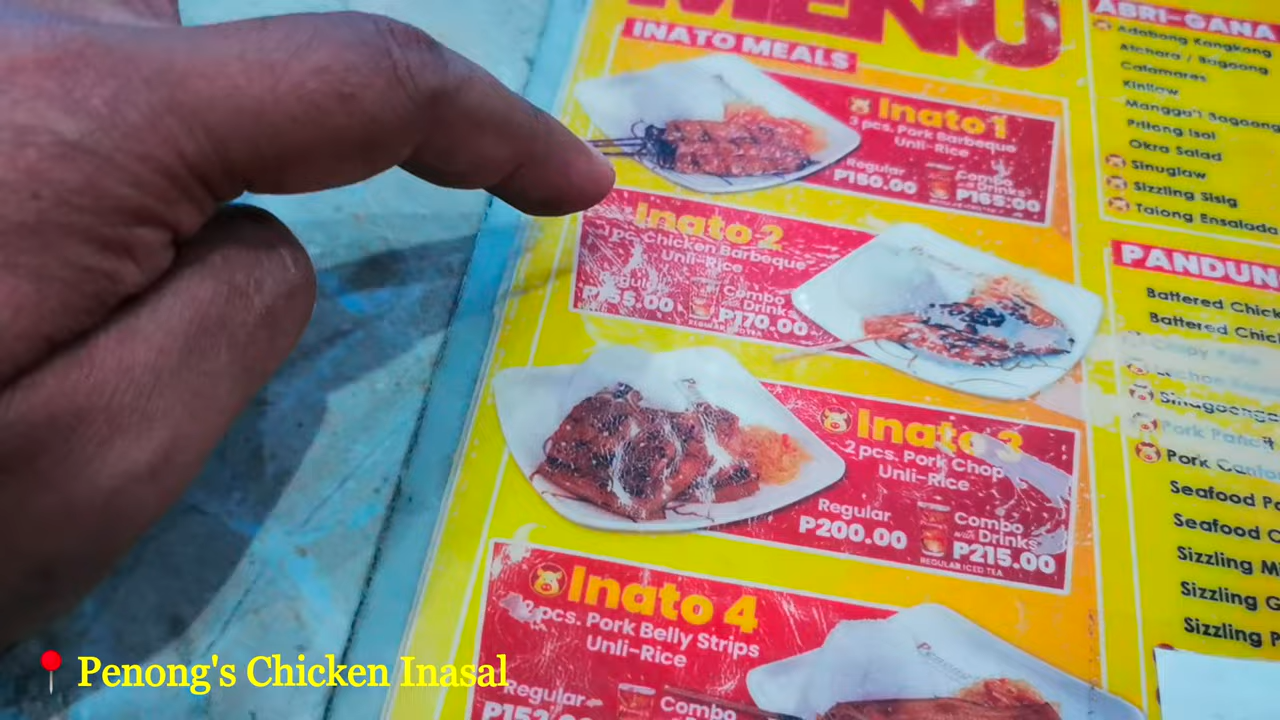 MENU
INATO MEALS
Inato 1
3 pcs. Pork Barbeque
Unli-Rice
Regular
P150.00
Combo
Drinks
P165.00
Inato 2
1 pc. Chicken Barbeque
Unli-Rice
Combo
Drinks
P170.00
Inato 3
2 pcs. Pork Chop
Unli-Rice
Regular
P200.00
Combo
with Drinks
P215.00
REGULAR ICED TEA
Inato 4
2pcs. Pork Belly Strips
Unli-Rice
Regular
Combo
ABRI-GANA
Adobong Kangkong
Atchara / Bagoong
Calamares
Kinilaw
Mangga't Bagoong
Pritong Isol
Okra Salad
Sinuglaw
Sizzling Sisig
Talong Ensalada
PANDUN
Battered Chick
Battered Chic
Pork
Seafood
Seafood
Sizzling
Sizzling
Sizzling
Penong's Chicken Inasal